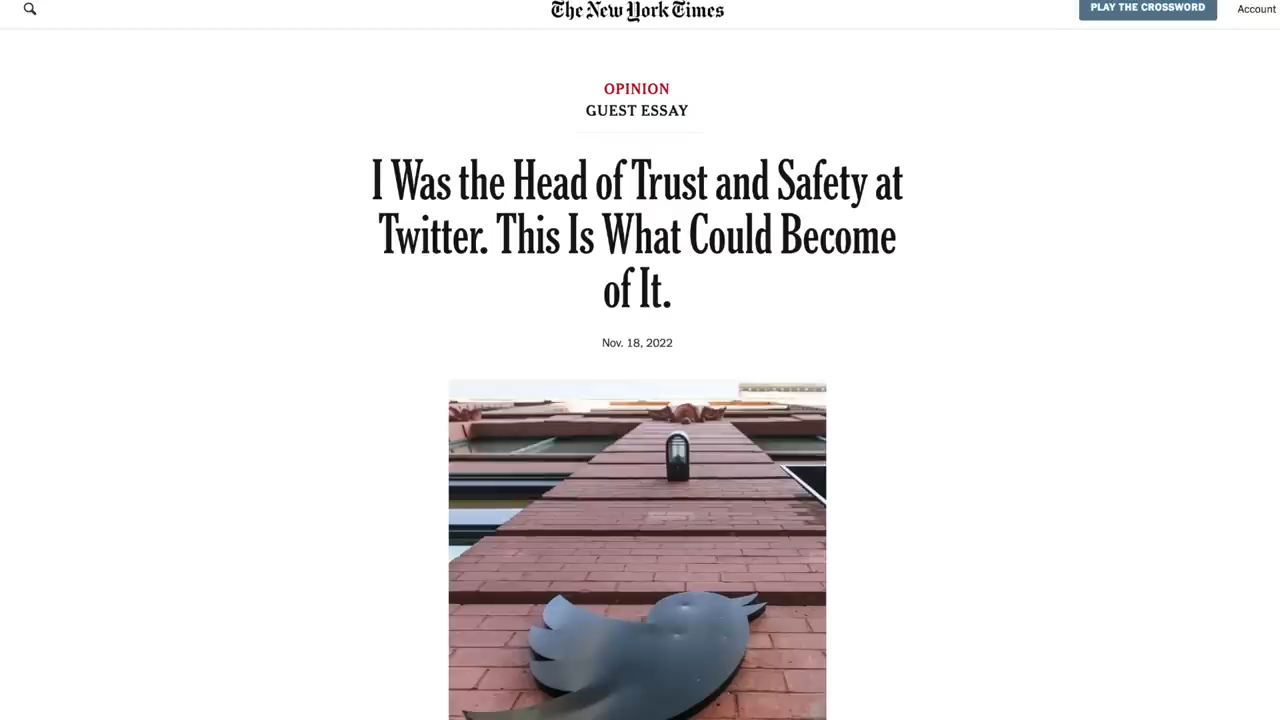 The New York Times
PLAY THE CROSSWORD
Account
OPINION
GUEST ESSAY
I Was the Head of Trust and Safety at
Twitter. This Is What Could Become
of It.
Nov. 18, 2022